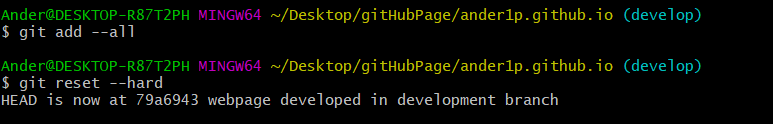 Ander@DESKTOP-R87T2PH MINGW64 ~/Desktop/gitHubPage/ander1p.github.io (develop)
$ git add --all
Ander@DESKTOP-R87T2PH MINGW64 ~/Desktop/gitHubPage/ander1p.github.io (develop)
$ git reset --hard
HEAD is now at 79a6943 webpage developed in development branch